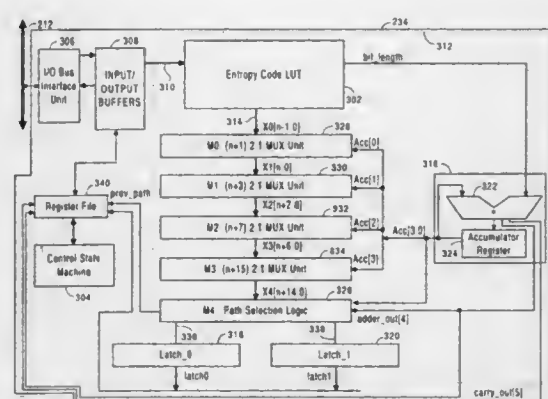 212
234
306
308
312
I/O Bus
Interface
Unit
INPUT/
OUTPUT
BUFFERS
310
Entropy Code LUT
302
bit_length
314
X0[n-1 0]
328
M0 (n+1) 2 1 MUX Unit
Acc[0]
X1[n 0]
330
M1 (n+3) 2 1 MUX Unit
Acc[1]
X2[n+2 0]
932
M2 (n+7) 2 1 MUX Unit
Acc[2]
X3[n+6 0]
834
M3 (n+15) 2 1 MUX Unit
Acc[3]
X4[n+14 0]
326
M4 Path Selection Logic
Acc[3 0]
318
322
+
324
Accumulator
Register
adder_out[4]
340
prev_path
Register File
Control State
Machine
304
336
316
338
320
Latch_0
Latch_1
latch0
latch1
carry_out[5]